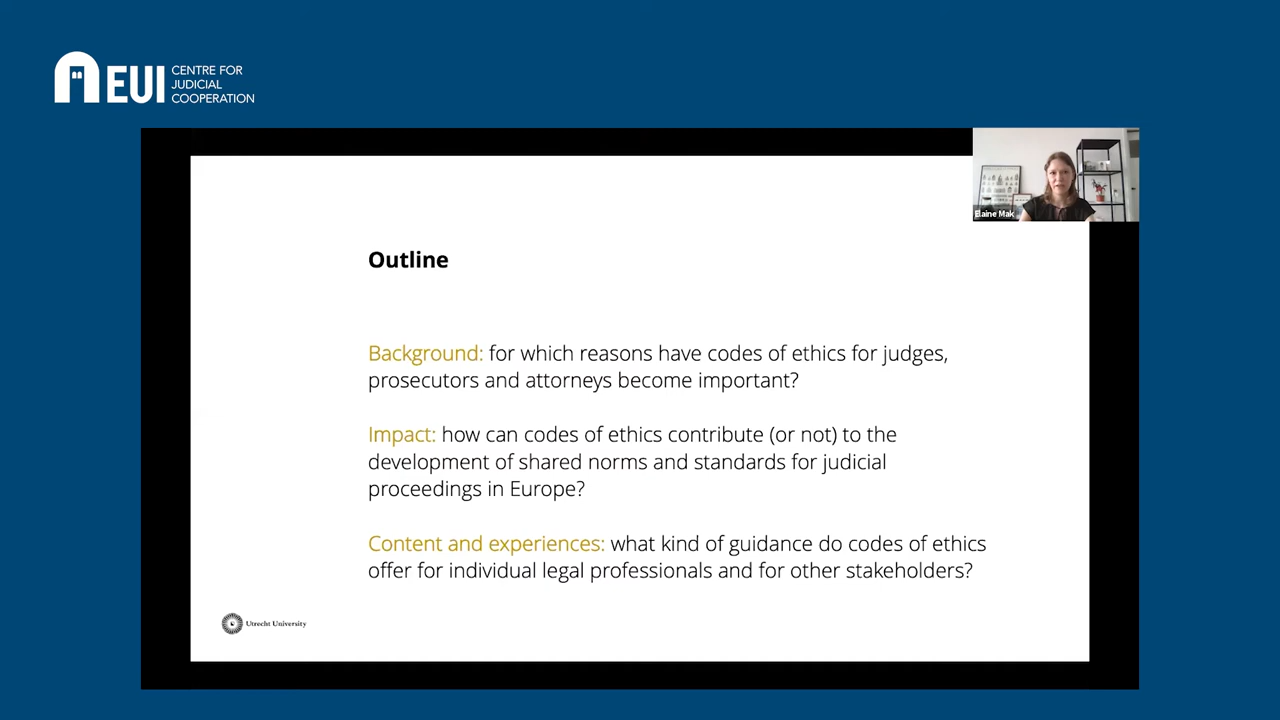 EUI
CENTRE FOR
JUDICIAL
COOPERATION
Elaine Mak
Outline
Background: for which reasons have codes of ethics for judges,
prosecutors and attorneys become important?
Impact: how can codes of ethics contribute (or not) to the
development of shared norms and standards for judicial
proceedings in Europe?
Content and experiences: what kind of guidance do codes of ethics
offer for individual legal professionals and for other stakeholders?
Utrecht University